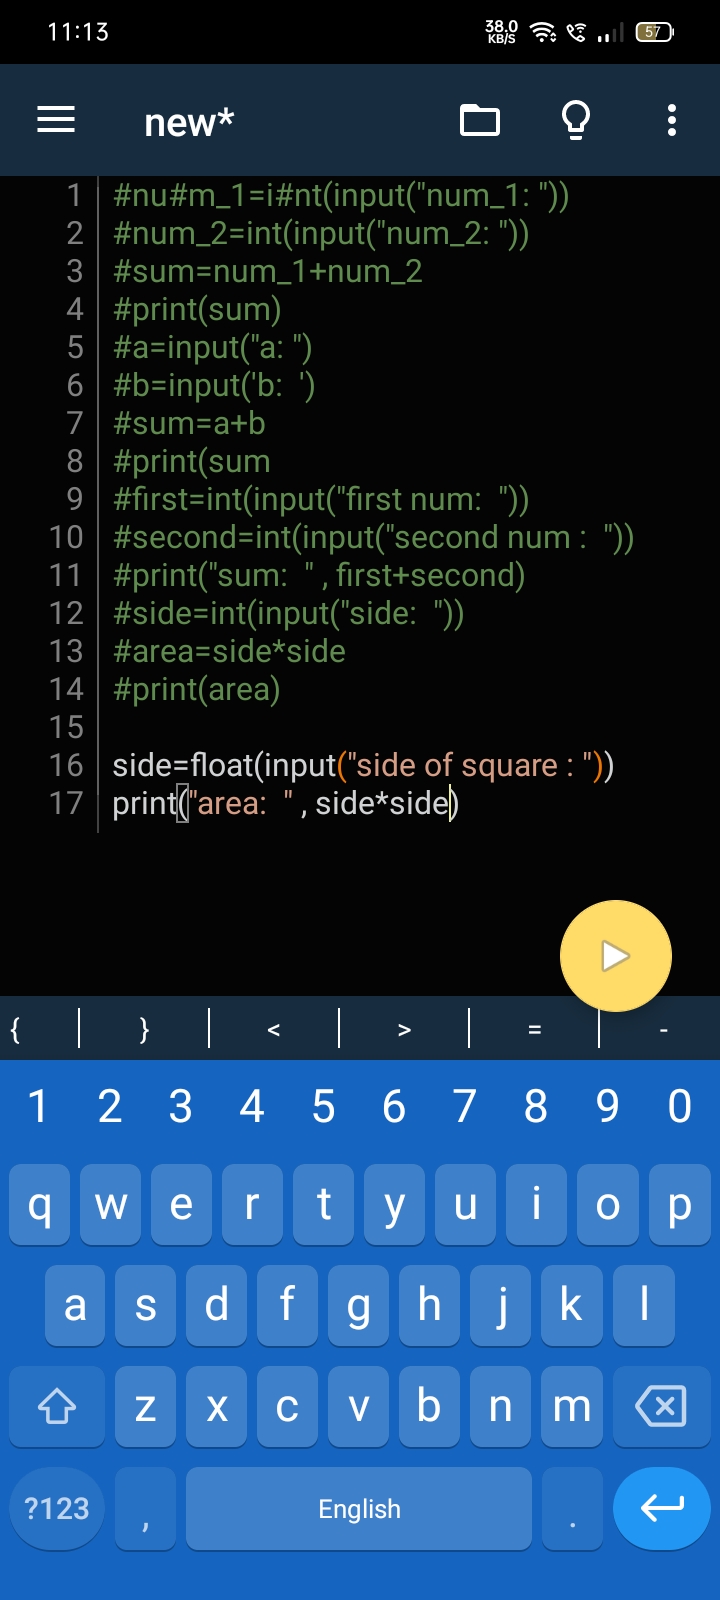 11:13 38.0 KB/S 57
new*
1 #nu#m_1=i#nt(input("num_1: "))
2 #num_2=int(input("num_2: "))
3 #sum=num_1+num_2
4 #print(sum)
5 #a=input("a: ")
6 #b=input('b:  ')
7 #sum=a+b
8 #print(sum
9 #first=int(input("first num:  "))
10 #second=int(input("second num :  "))
11 #print("sum:  " , first+second)
12 #side=int(input("side:  "))
13 #area=side*side
14 #print(area)
15
16 side=float(input("side of square : "))
17 print("area:  " , side*side)
{ } < > = -
1 2 3 4 5 6 7 8 9 0
q w e r t y u i o p
a s d f g h j k l
z x c v b n m
?123 , English .